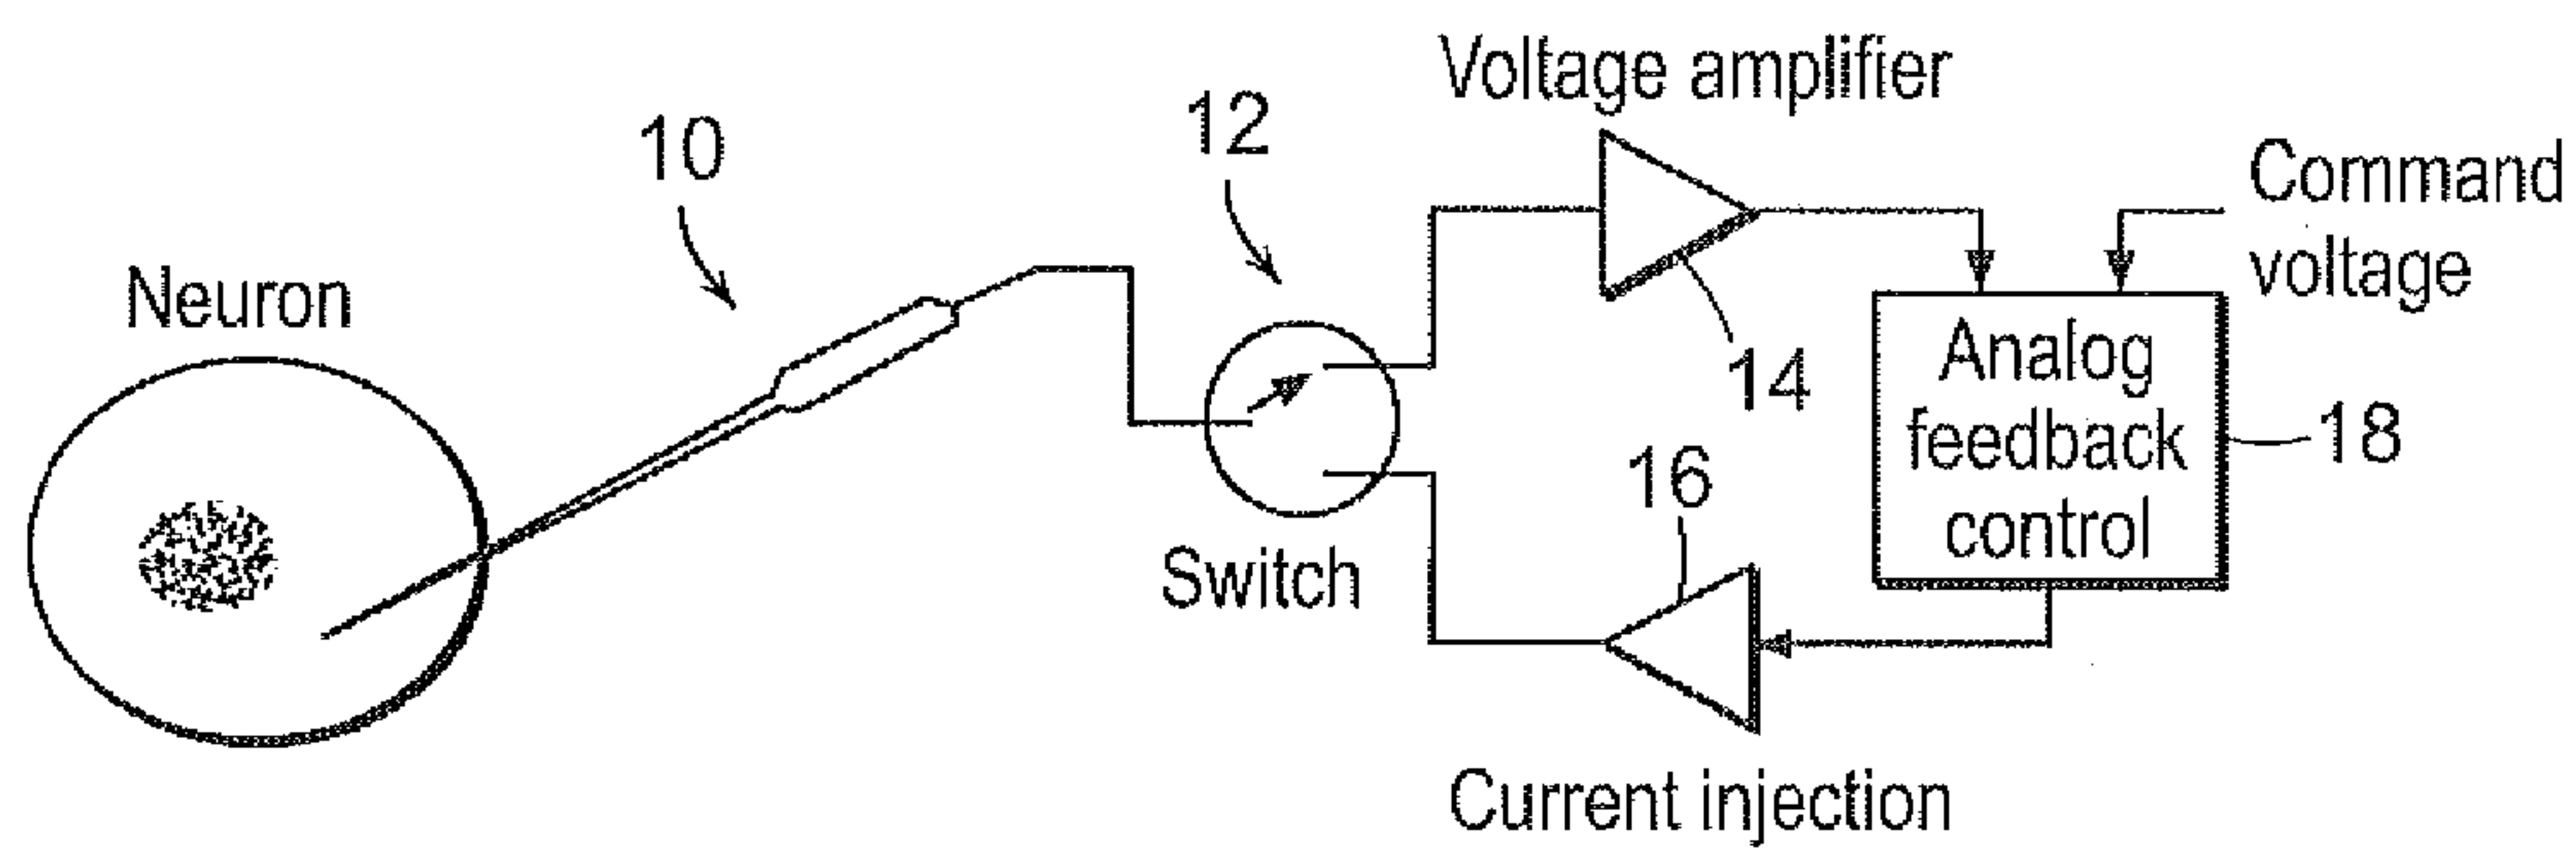 Voltage amplifier
12
10
Command
voltage
Neuron
Analog
feedback
control
14
18
16
Switch
Current injection